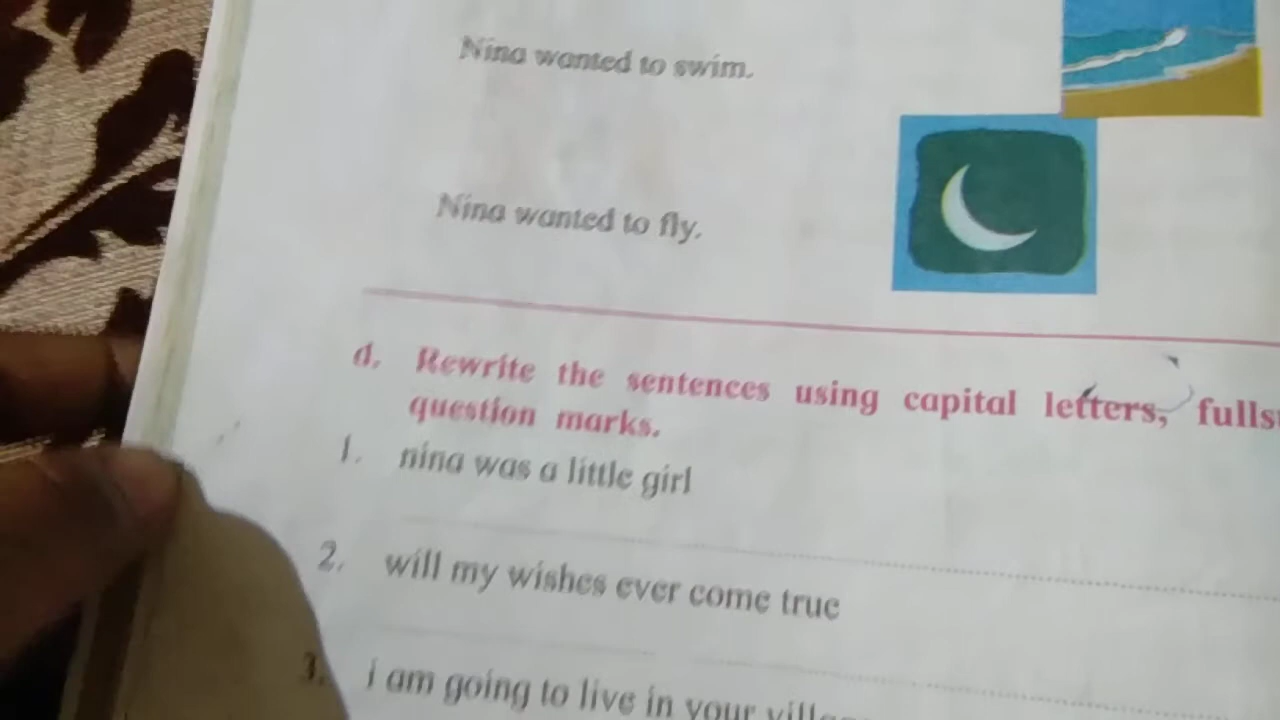 Nina wanted to swim.
Nina wanted to fly.
d. Rewrite the sentences using capital letters,
question marks.
1. nina was a little girl
2. will my wishes ever come true
3. i am going to live in your